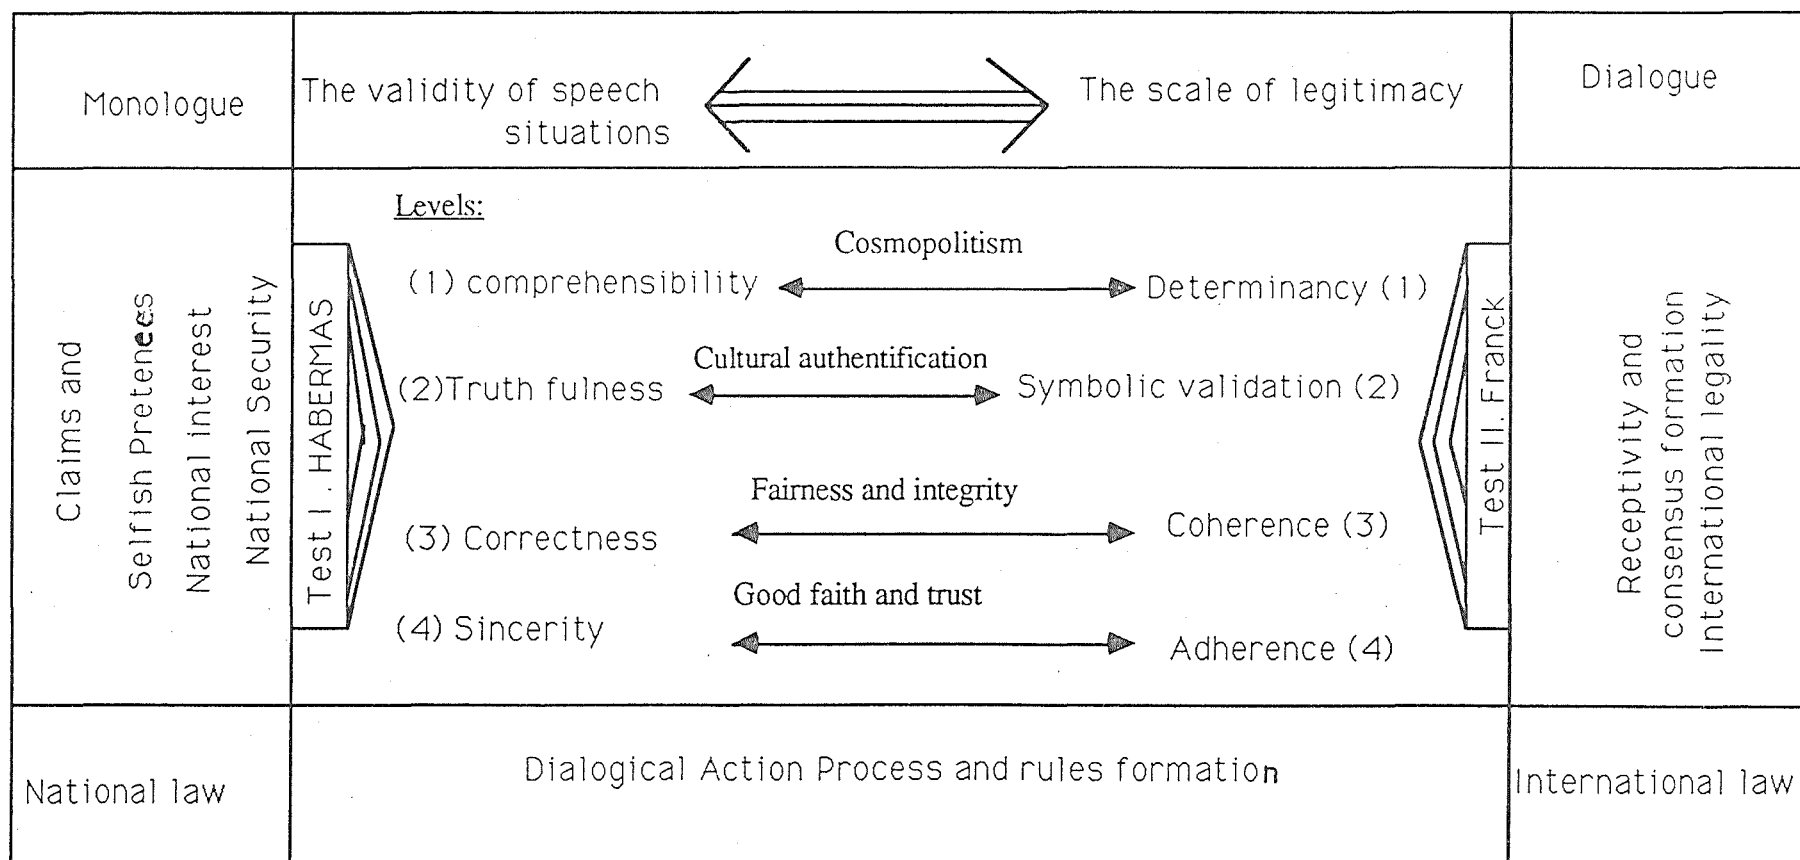 Monologue
The validity of speech
situations
The scale of legitimacy
Dialogue
Claims and
Selfish Pretenecs
National interest
National Security
Test I . HABERMAS
Levels:
Cosmopolitism
(1) comprehensibility
Determinancy (1)
Cultural authentification
(2)Truth fulness
Symbolic validation (2)
Fairness and integrity
(3) Correctness
Coherence (3)
Good faith and trust
(4) Sincerity
Adherence (4)
Test II. Franck
Receptivity and
consensus formation
International legality
National law
Dialogical Action Process and rules formation
International law